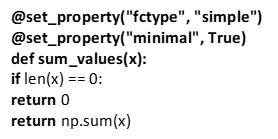 @set_property("fctype", "simple")
@set_property("minimal", True)
def sum_values(x):
if len(x) == 0:
return 0
return np.sum(x)